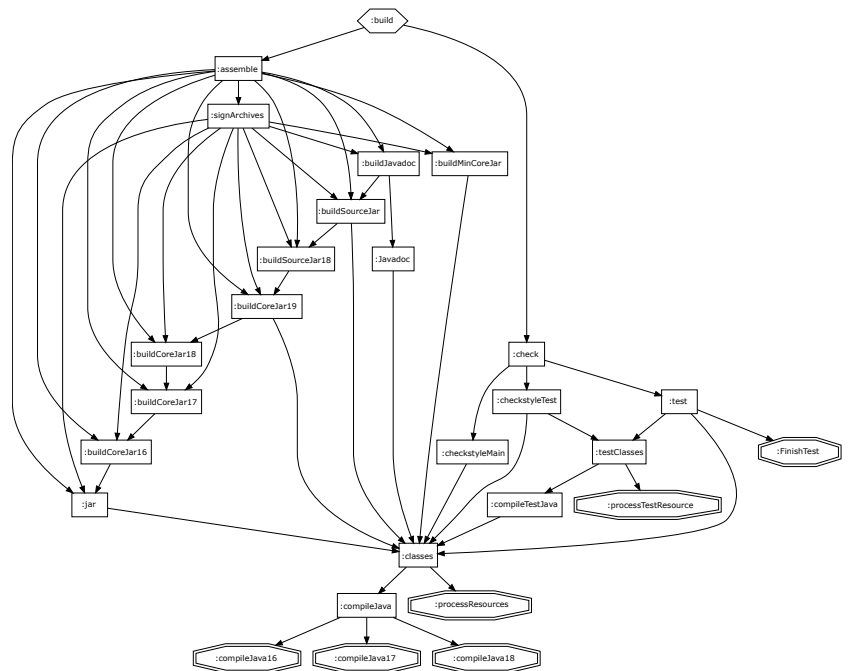 :build
:assemble
:signArchives
:buildJavadoc
:buildMinCoreJar
:buildSourceJar
:buildSourceJar18
:Javadoc
:buildCoreJar19
:buildCoreJar18
:check
:buildCoreJar17
:checkstyleTest
:test
:buildCoreJar16
:checkstyleMain
:testClasses
:FinishTest
:jar
:compileTestJava
:processTestResource
:classes
:compileJava
:processResources
:compileJava16
:compileJava17
:compileJava18